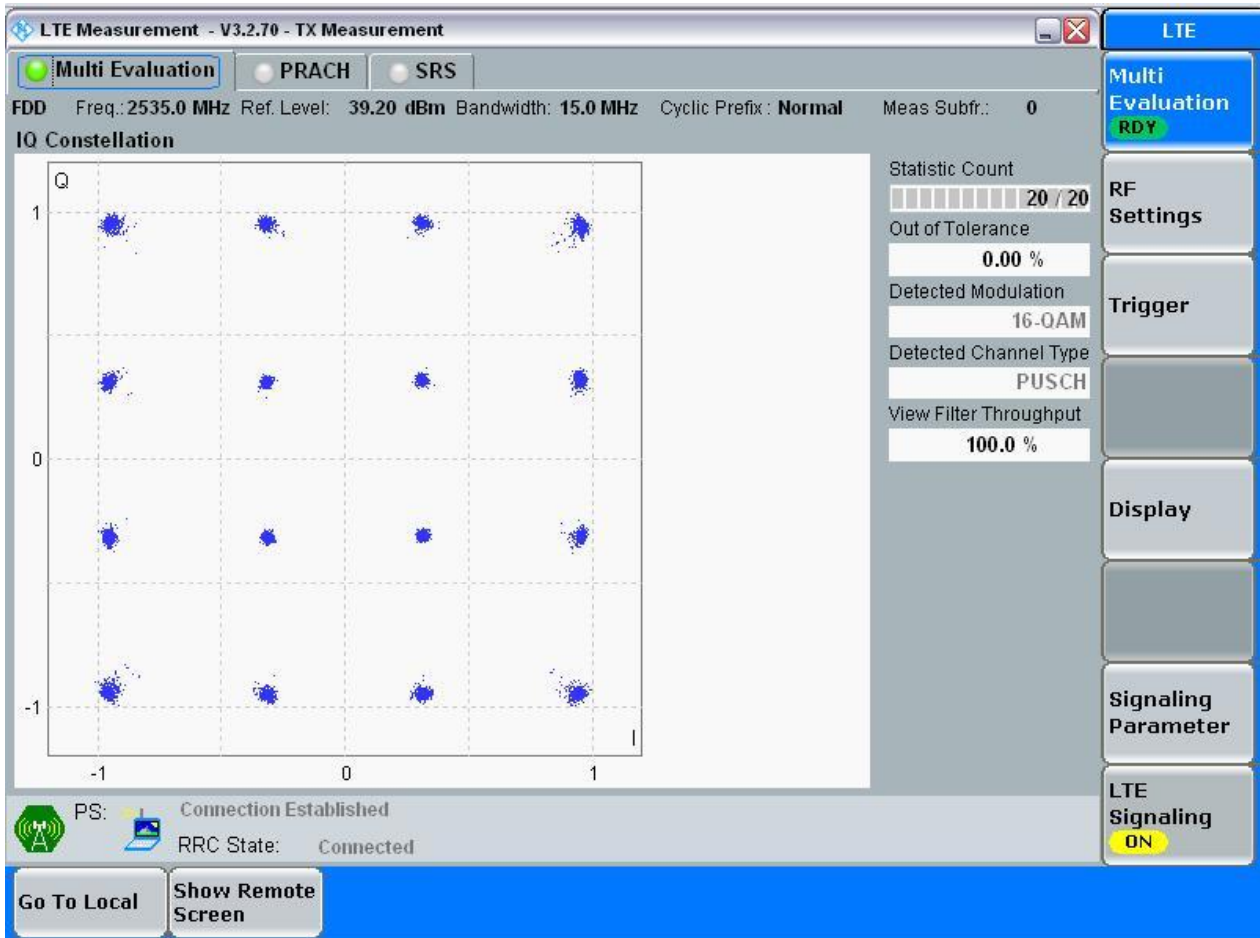 LTE Measurement - V3.2.70 - TX Measurement
LTE
Multi Evaluation PRACH SRS
Multi
Evaluation
RDY
FDD Freq.: 2535.0 MHz Ref. Level: 39.20 dBm Bandwidth: 15.0 MHz Cyclic Prefix : Normal Meas Subfr.: 0
IQ Constellation
Q
1
0
-1
I
-1 0 1
Statistic Count
20 / 20
Out of Tolerance
0.00 %
Detected Modulation
16-QAM
Detected Channel Type
PUSCH
View Filter Throughput
100.0 %
RF
Settings
Trigger
Display
Signaling
Parameter
LTE
Signaling
ON
PS: Connection Established
RRC State: Connected
Go To Local
Show Remote
Screen